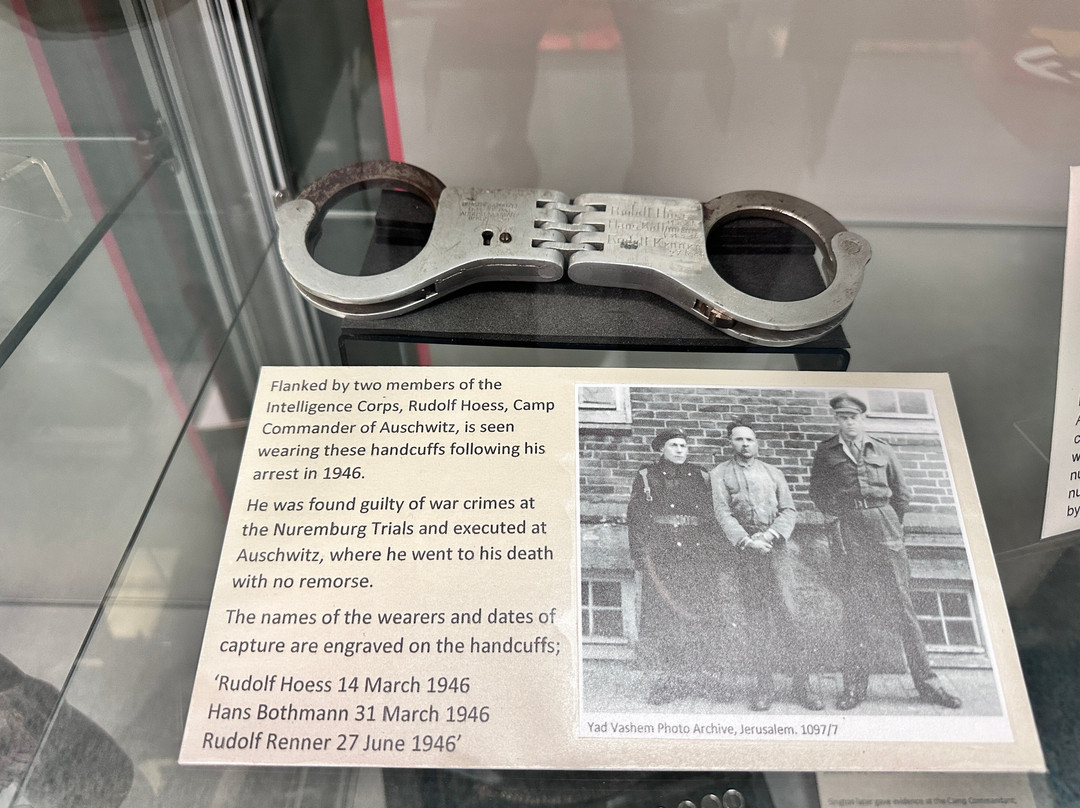 Rudolf Höss
Rudolf Renner
Flanked by two members of the
Intelligence Corps, Rudolf Hoess, Camp
Commander of Auschwitz, is seen
wearing these handcuffs following his
arrest in 1946.
He was found guilty of war crimes at
the Nuremburg Trials and executed at
Auschwitz, where he went to his death
with no remorse.
The names of the wearers and dates of
capture are engraved on the handcuffs;
‘Rudolf Hoess 14 March 1946
Hans Bothmann 31 March 1946
Rudolf Renner 27 June 1946’
Yad Vashem Photo Archive, Jerusalem. 1097/7